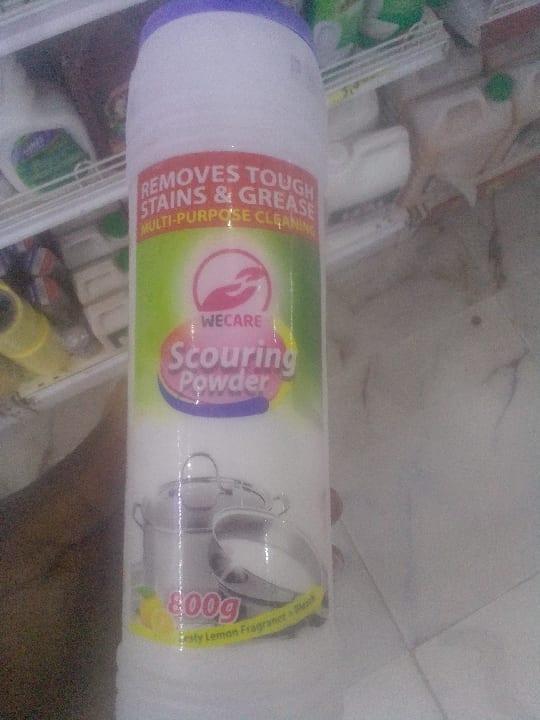 REMOVES TOUGH
STAINS & GREASE
MULTI-PURPOSE CLEANING
WECARE
Scouring
Powder
800g
Zesty Lemon Fragrance + Bleach